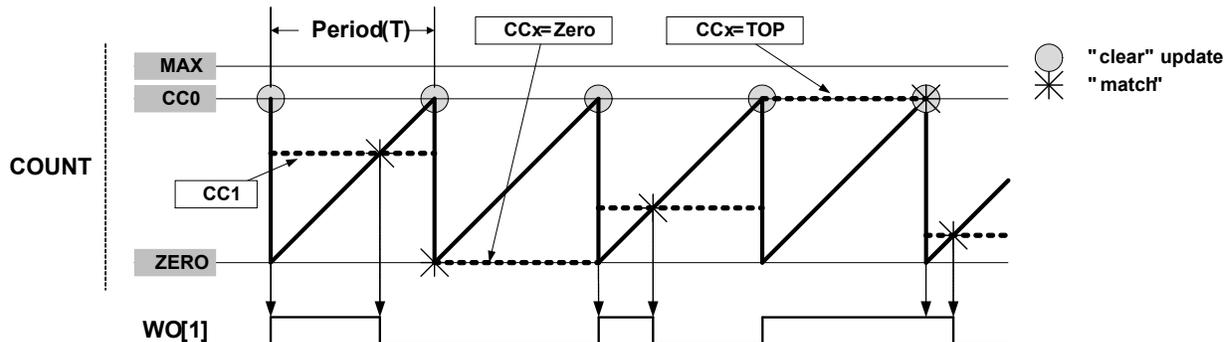 Period(T)
CCx=Zero
CCx=TOP
"clear" update
"match"
MAX
CC0
COUNT
CC1
ZERO
WO[1]